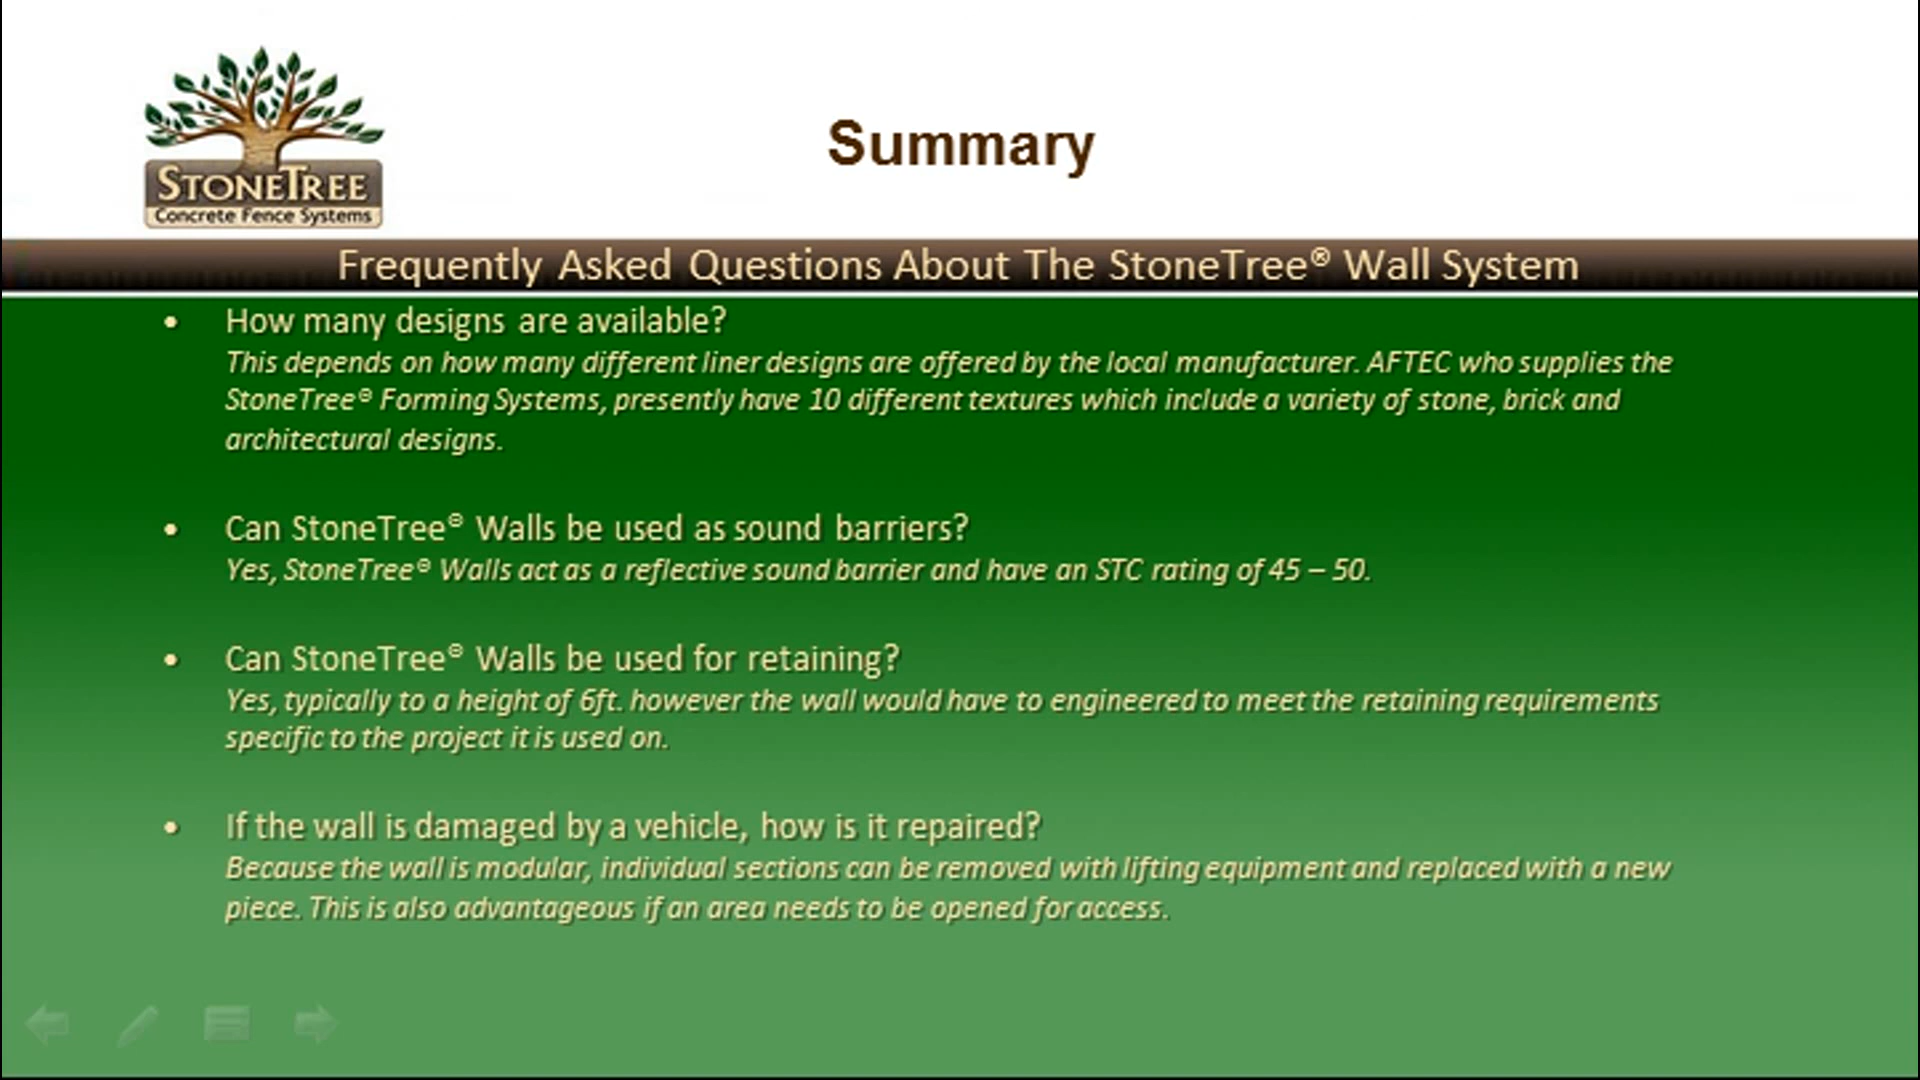 STONETREE
Concrete Fence Systems
Summary
Frequently Asked Questions About The StoneTree® Wall System
• How many designs are available?
This depends on how many different liner designs are offered by the local manufacturer. AFTEC who supplies the
StoneTree® Forming Systems, presently have 10 different textures which include a variety of stone, brick and
architectural designs.
• Can StoneTree® Walls be used as sound barriers?
Yes, StoneTree® Walls act as a reflective sound barrier and have an STC rating of 45 – 50.
• Can StoneTree® Walls be used for retaining?
Yes, typically to a height of 6ft. however the wall would have to engineered to meet the retaining requirements
specific to the project it is used on.
• If the wall is damaged by a vehicle, how is it repaired?
Because the wall is modular, individual sections can be removed with lifting equipment and replaced with a new
piece. This is also advantageous if an area needs to be opened for access.